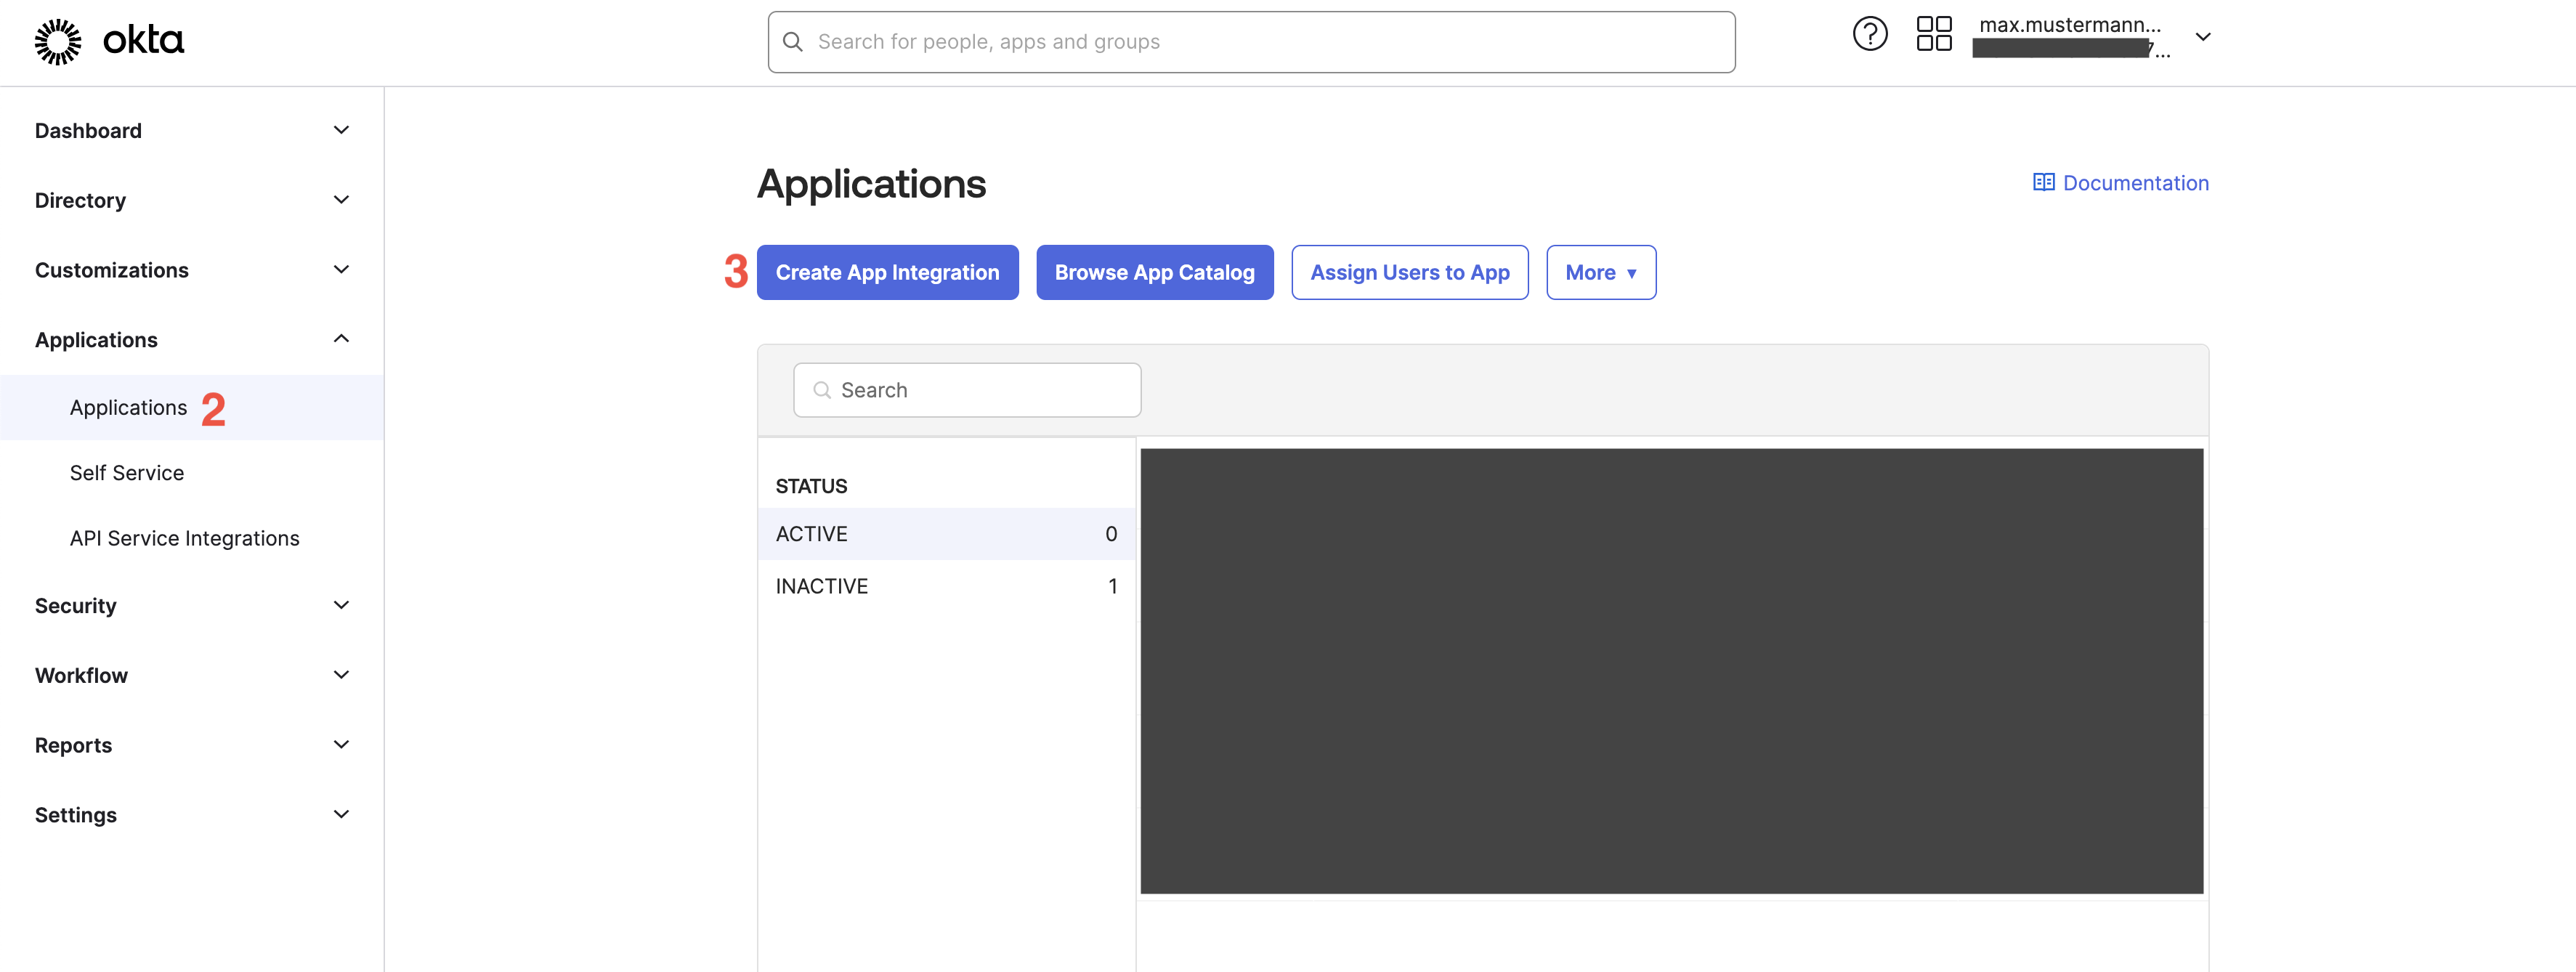 okta
Search for people, apps and groups
max.mustermann...
7...
Dashboard
Directory
Customizations
Applications
Applications 2
Self Service
API Service Integrations
Security
Workflow
Reports
Settings
Applications
Documentation
3 Create App Integration Browse App Catalog Assign Users to App More
Search
STATUS
ACTIVE 0
INACTIVE 1